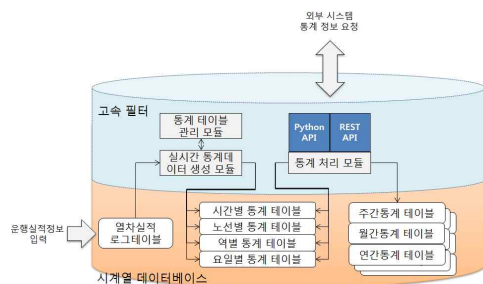 외부 시스템
통계 정보 요청
고속 필터
통계 테이블
관리 모듈
Python
API
REST
API
실시간 통계데
이터 생성 모듈
통계 처리 모듈
운행실적정보
입력
열차실적
로그테이블
시간별 통계 테이블
노선별 통계 테이블
역별 통계 테이블
요일별 통계 테이블
주간통계 테이블
월간통계 테이블
연간통계 테이블
시계열 데이터베이스